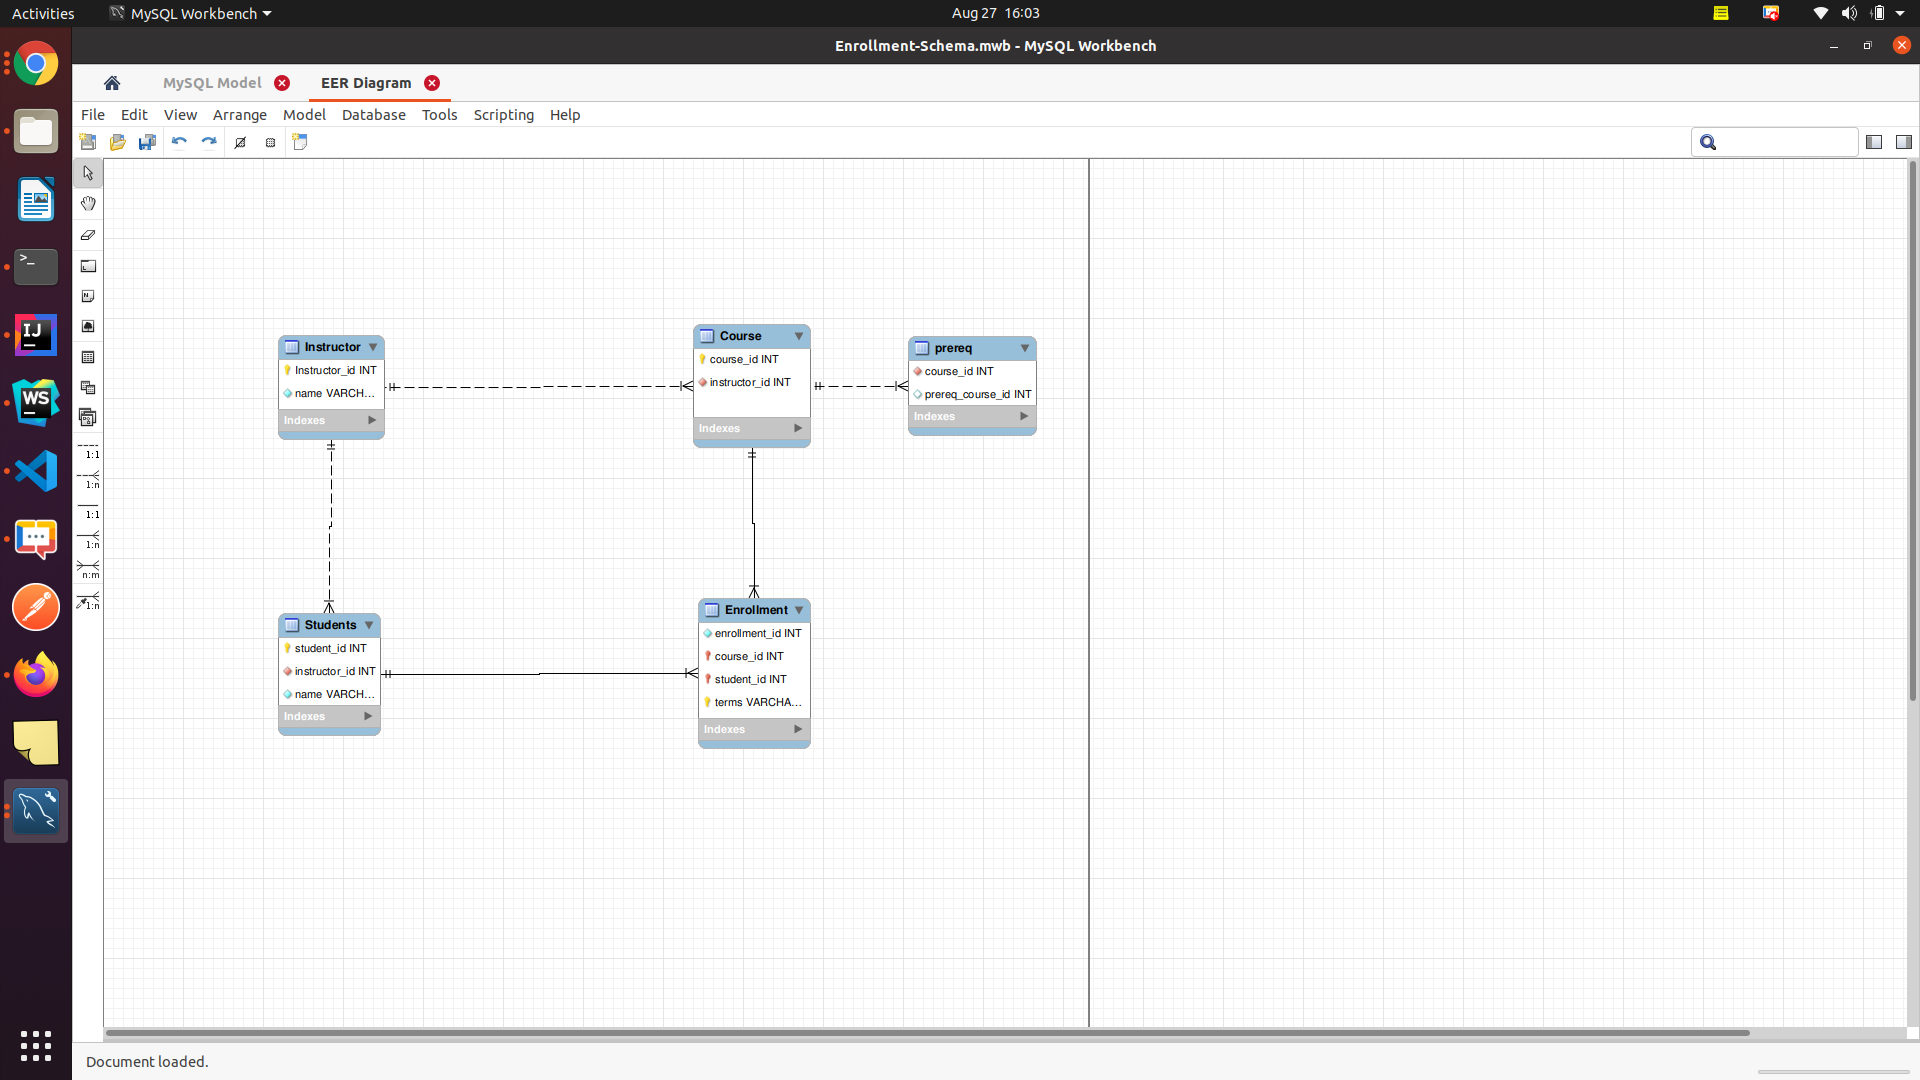 Activities
MySQL Workbench
Aug 27 16:03
Enrollment-Schema.mwb - MySQL Workbench
MySQL Model
EER Diagram
File
Edit
View
Arrange
Model
Database
Tools
Scripting
Help
Instructor
Instructor_id INT
name VARCH...
Indexes
Course
course_id INT
instructor_id INT
Indexes
prereq
course_id INT
prereq_course_id INT
Indexes
Students
student_id INT
instructor_id INT
name VARCH...
Indexes
Enrollment
enrollment_id INT
course_id INT
student_id INT
terms VARCHA...
Indexes
1:1
1:n
1:1
1:n
n:m
1:n
>_
IJ
WS
Document loaded.